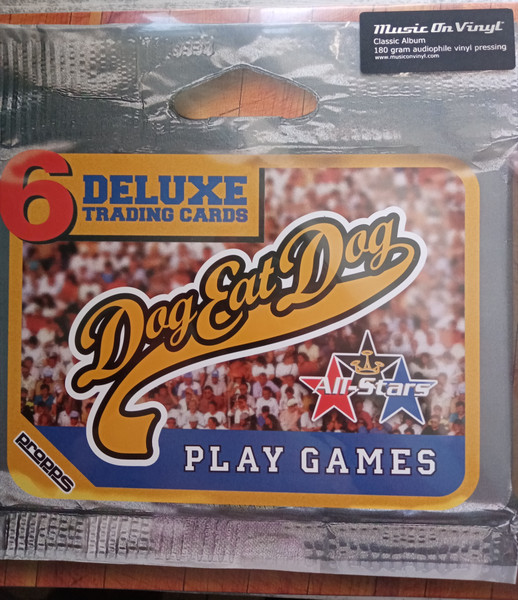 Music On Vinyl
Classic Album
180 gram audiophile vinyl pressing
www.musiconvinyl.com
6 DELUXE
TRADING CARDS
Dog Eat Dog
All-Stars
PLAY GAMES
propps